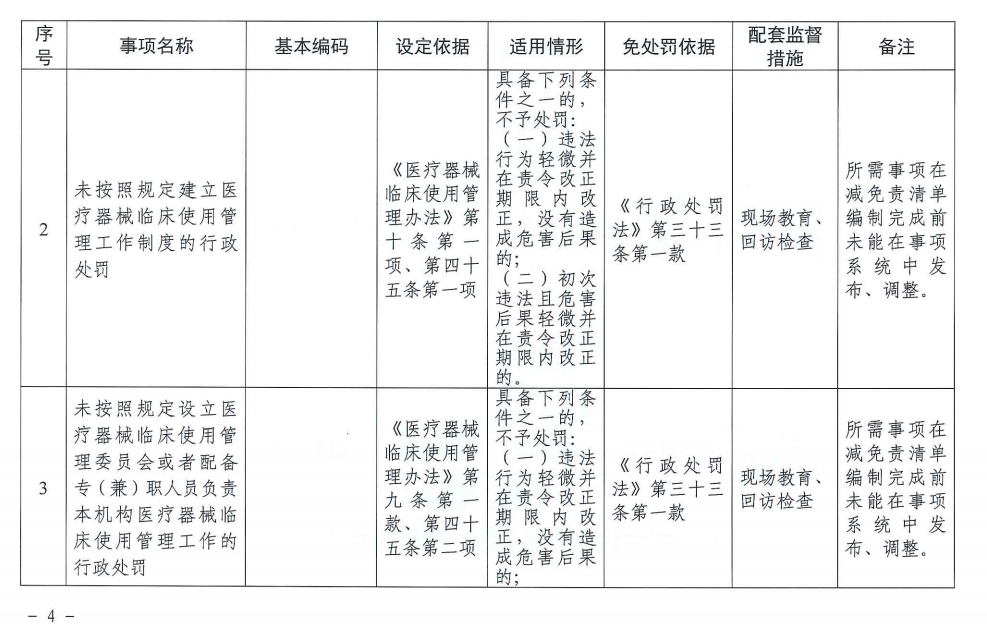 序号
事项名称
基本编码
设定依据
适用情形
免处罚依据
配套监督
措施
备注
2
未按照规定建立医
疗器械临床使用管
理工作制度的行政
处罚
《医疗器械
临床使用管
理办法》第
十条第一
项、第四十
五条第一项
具备下列条
件之一的，
不予处罚：
（一）违法
行为轻微并
在责令改正
期限内改
正，没有造
成危害后果
的；
（二）初次
违法且危害
后果轻微并
在责令改正
期限内改正
的。
《行政处罚
法》第三十三
条第一款
现场教育、
回访检查
所需事项在
减免责清单
编制完成前
未能在事项
系统中发
布、调整。
3
未按照规定设立医
疗器械临床使用管
理委员会或者配备
专（兼）职人员负责
本机构医疗器械临
床使用管理工作的
行政处罚
《医疗器械
临床使用管
理办法》第
九条第一
款、第四十
五条第二项
具备下列条
件之一的，
不予处罚：
（一）违法
行为轻微并
在责令改正
期限内改
正，没有造
成危害后果
的；
《行政处罚
法》第三十三
条第一款
现场教育、
回访检查
所需事项在
减免责清单
编制完成前
未能在事项
系统中发
布、调整。
- 4 -